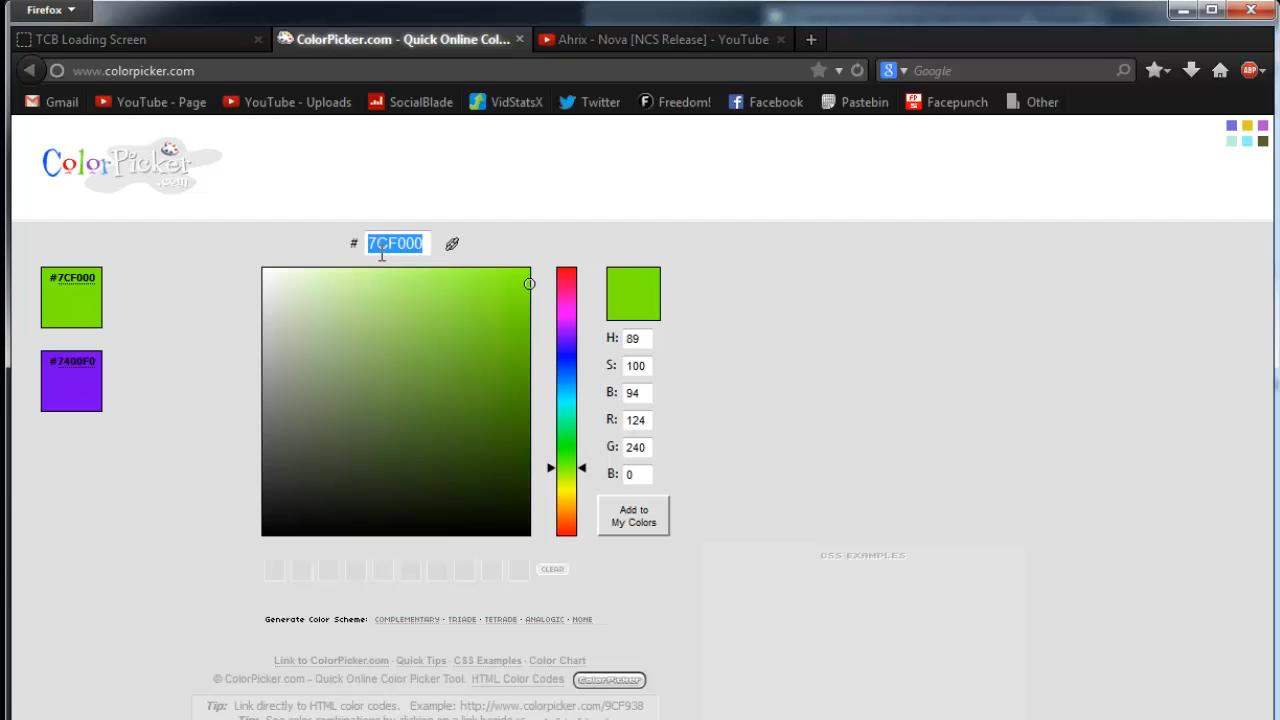 Firefox
TCB Loading Screen
ColorPicker.com - Quick Online Col...
Ahrix - Nova [NCS Release] - YouTube
www.colorpicker.com
Google
Gmail
YouTube - Page
YouTube - Uploads
SocialBlade
VidStatsX
Twitter
Freedom!
Facebook
Pastebin
Facepunch
Other
ColorPicker
.com
# 7CF000
#7CF000
#7400F0
H: 89
S: 100
B: 94
R: 124
G: 240
B: 0
Add to
My Colors
CSS EXAMPLES
CLEAR
Generate Color Scheme: COMPLEMENTARY · TRIADE · TETRADE · ANALOGIC · NONE
Link to ColorPicker.com · Quick Tips · CSS Examples · Color Chart
© ColorPicker.com - Quick Online Color Picker Tool. HTML Color Codes ColorPicker
Tip: Link directly to HTML color codes. Example: http://www.colorpicker.com/9CF938